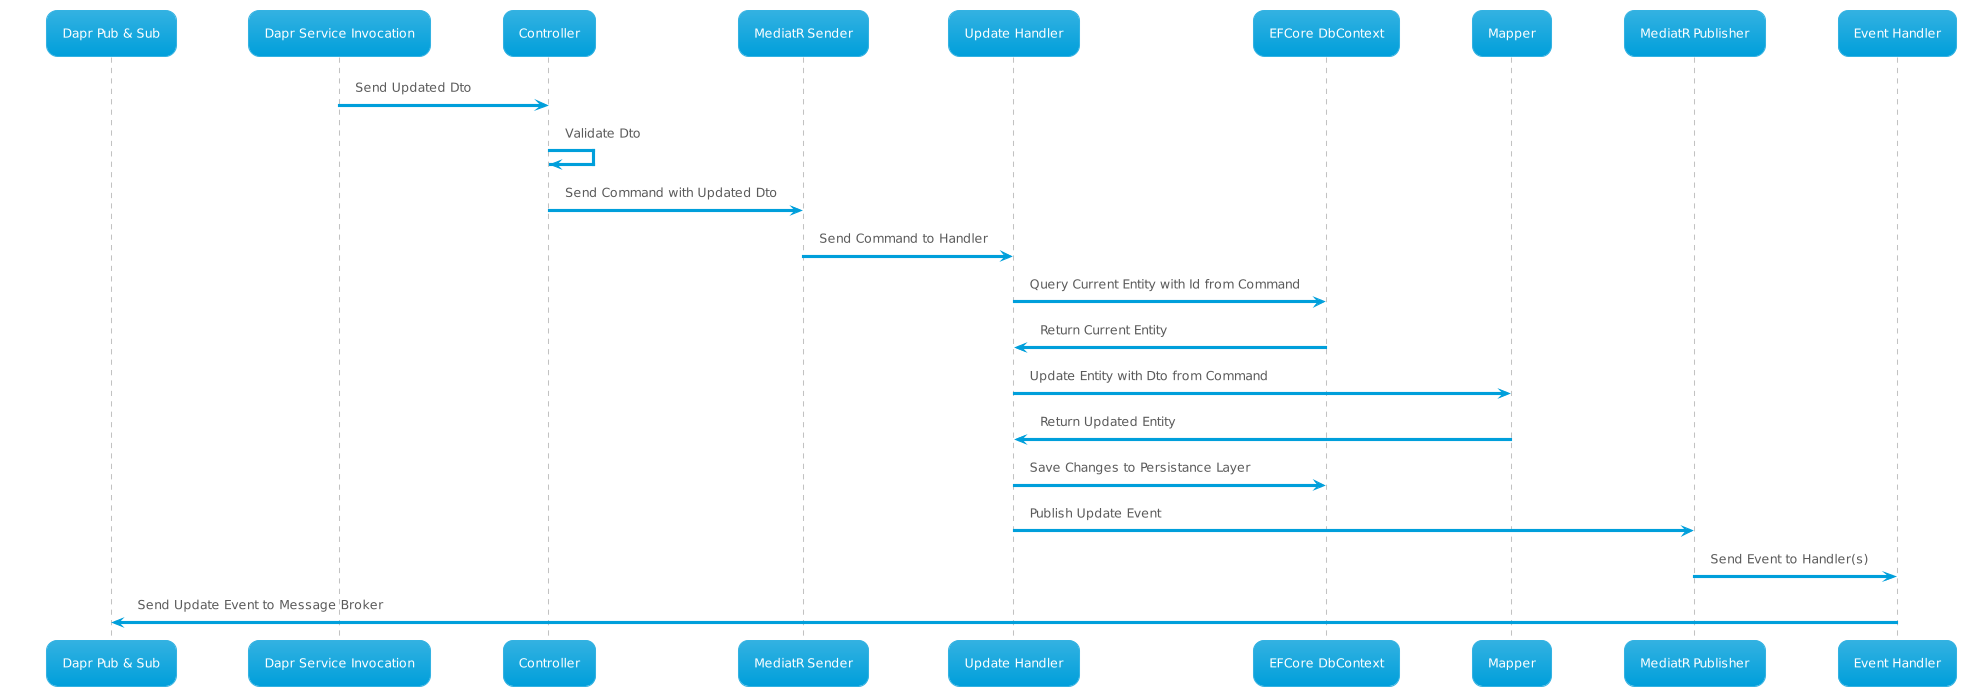 Dapr Pub & Sub
Dapr Service Invocation
Controller
MediatR Sender
Update Handler
EFCore DbContext
Mapper
MediatR Publisher
Event Handler
Send Updated Dto
Validate Dto
Send Command with Updated Dto
Send Command to Handler
Query Current Entity with Id from Command
Return Current Entity
Update Entity with Dto from Command
Return Updated Entity
Save Changes to Persistance Layer
Publish Update Event
Send Event to Handler(s)
Send Update Event to Message Broker
Dapr Pub & Sub
Dapr Service Invocation
Controller
MediatR Sender
Update Handler
EFCore DbContext
Mapper
MediatR Publisher
Event Handler